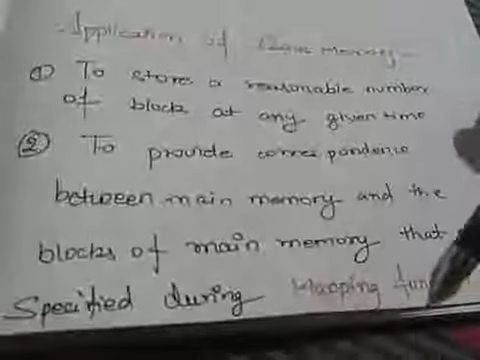 Application of Cache Memory
① To store a reasonable number
of block at any given time
② To provide correspondence
between main memory and the
blocks of main memory that
Specified during Mapping